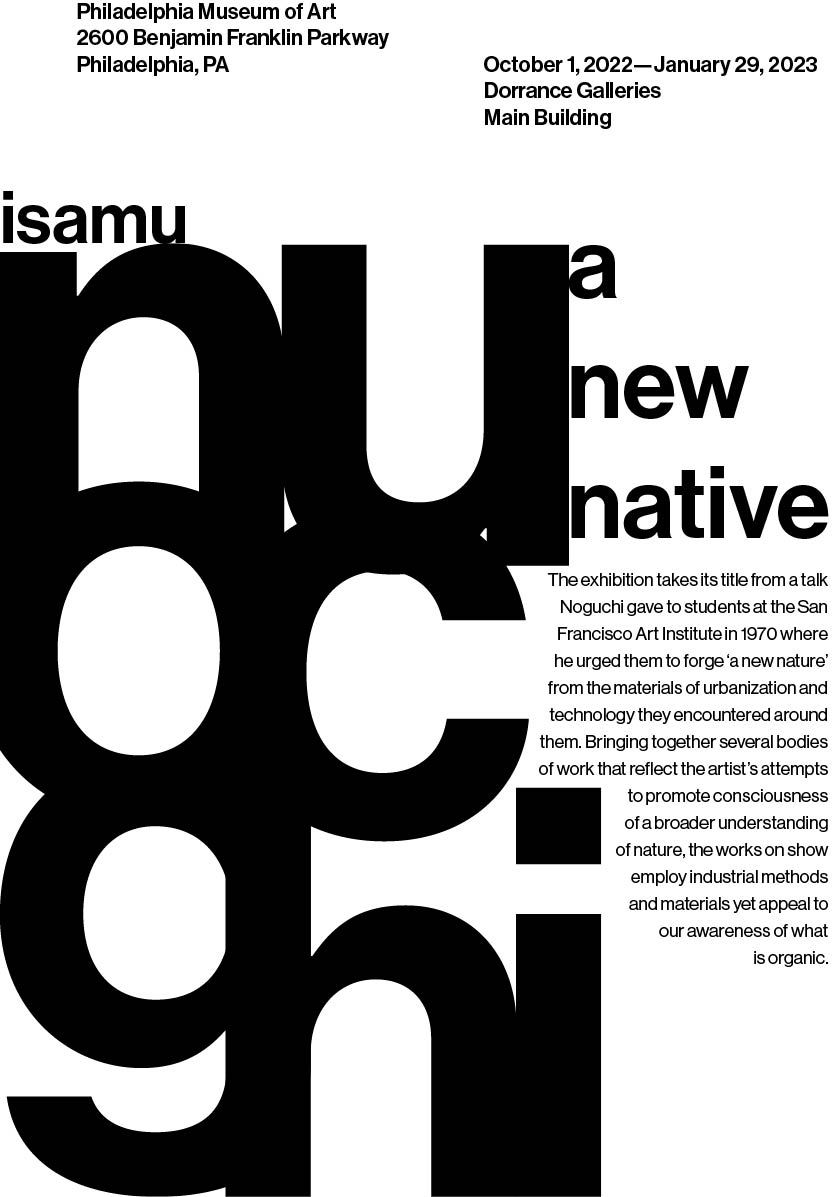 Philadelphia Museum of Art
2600 Benjamin Franklin Parkway
Philadelphia, PA
October 1, 2022—January 29, 2023
Dorrance Galleries
Main Building
isamu
nu
oc
ghi
a
new
native
The exhibition takes its title from a talk
Noguchi gave to students at the San
Francisco Art Institute in 1970 where
he urged them to forge ‘a new nature’
from the materials of urbanization and
technology they encountered around
them. Bringing together several bodies
of work that reflect the artist’s attempts
to promote consciousness
of a broader understanding
of nature, the works on show
employ industrial methods
and materials yet appeal to
our awareness of what
is organic.